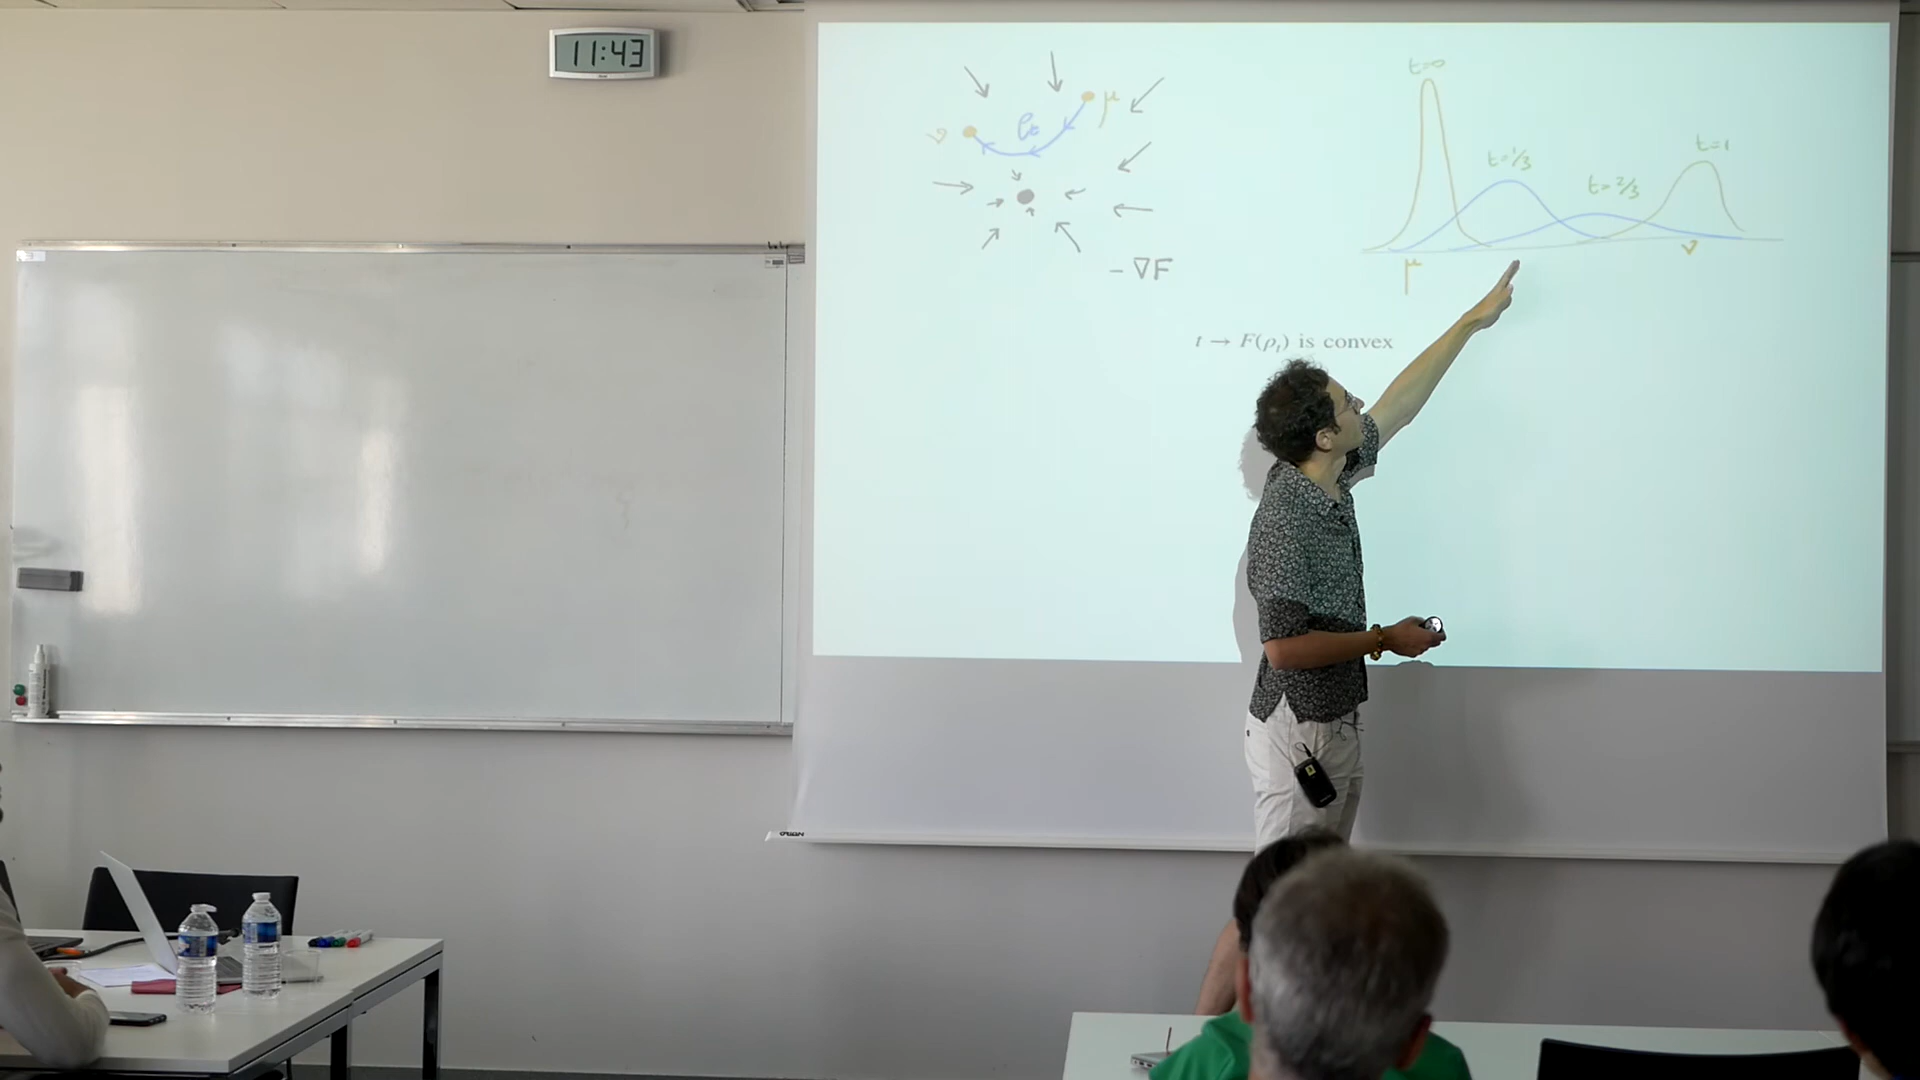 11:43
μ
ρt
ν
- ∇F
t=0
t=1/3
t=2/3
t=1
μ
ν
t → F(ρt) is convex